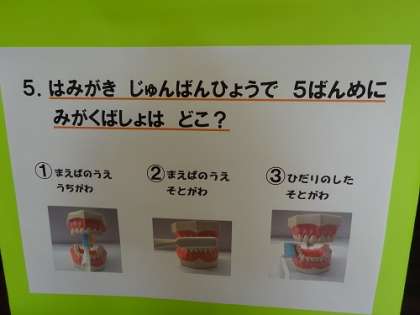 5．はみがき じゅんばんひょうで 5ばんめに
みがくばしょは どこ？
①まえばのうえ
うちがわ
②まえばのうえ
そとがわ
③ひだりのした
そとがわ